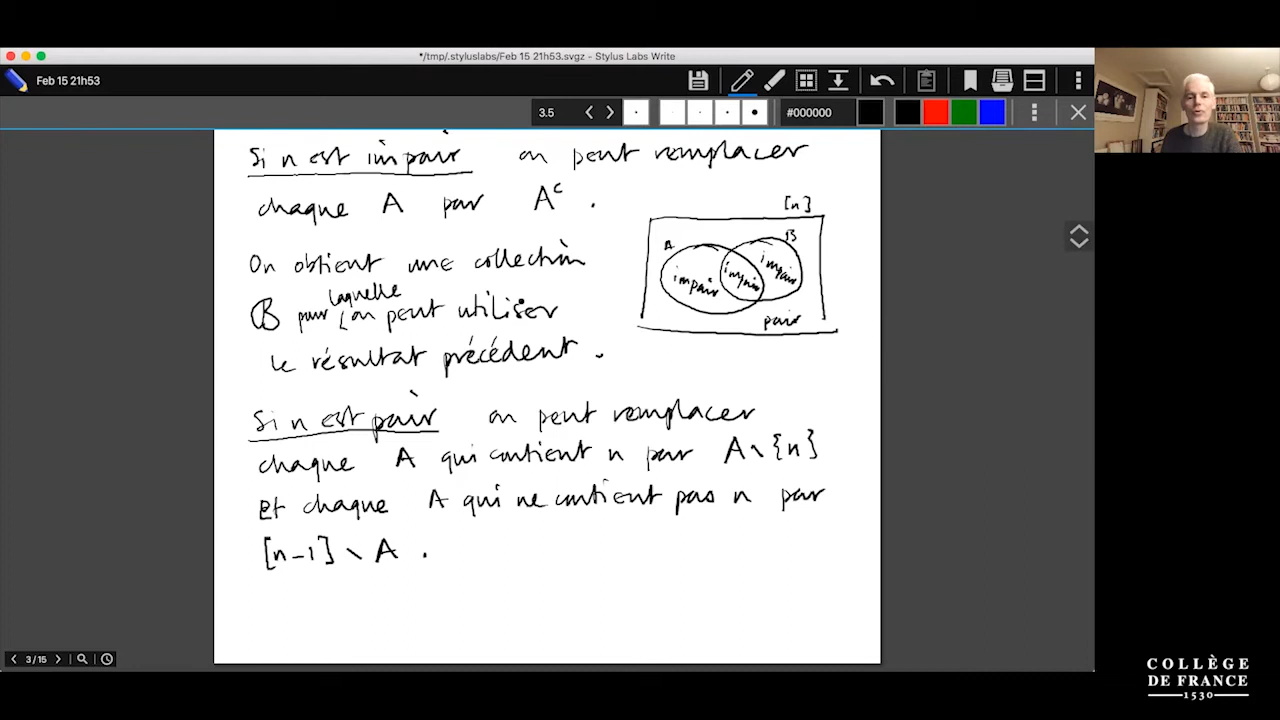 */tmp/.styluslabs/Feb 15 21h53.svgz - Stylus Labs Write
Feb 15 21h53
3.5
#000000
Si n est impair on peut remplacer
chaque A par Aᶜ .
[n]
A
B
impair
impair
impair
pair
On obtient une collection
B pour laquelle on peut utiliser
le résultat précédent .
Si n est pair on peut remplacer
chaque A qui contient n par A \ {n}
Et chaque A qui ne contient pas n par
[n-1] \ A .
3/15
COLLÈGE
DE FRANCE
1530